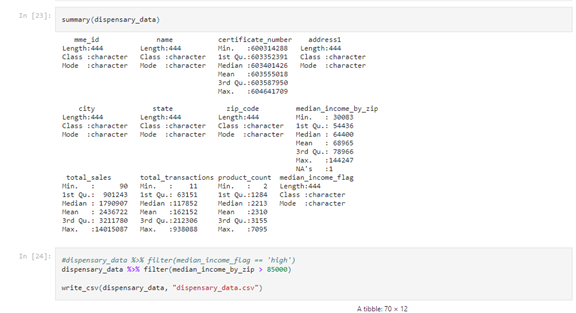 In [23]:
summary(dispensary_data)
mme_id name certificate_number address1
Length:444 Length:444 Min. :600314288 Length:444
Class :character Class :character 1st Qu.:603352391 Class :character
Mode :character Mode :character Median :603401426 Mode :character
Mean :603555018
3rd Qu.:603587950
Max. :604641709
city state zip_code median_income_by_zip
Length:444 Length:444 Length:444 Min. : 30083
Class :character Class :character Class :character 1st Qu.: 54436
Mode :character Mode :character Mode :character Median : 64400
Mean : 68965
3rd Qu.: 78966
Max. :144247
NA's :1
total_sales total_transactions product_count median_income_flag
Min. : 90 Min. : 11 Min. : 2 Length:444
1st Qu.: 901243 1st Qu.: 63151 1st Qu.:1284 Class :character
Median : 1790907 Median :117852 Median :2213 Mode :character
Mean : 2436722 Mean :162152 Mean :2310
3rd Qu.: 3211780 3rd Qu.:212306 3rd Qu.:3155
Max. :14015087 Max. :938088 Max. :7095
In [24]:
#dispensary_data %>% filter(median_income_flag == 'high')
dispensary_data %>% filter(median_income_by_zip > 85000)
write_csv(dispensary_data, "dispensary_data.csv")
A tibble: 70 × 12